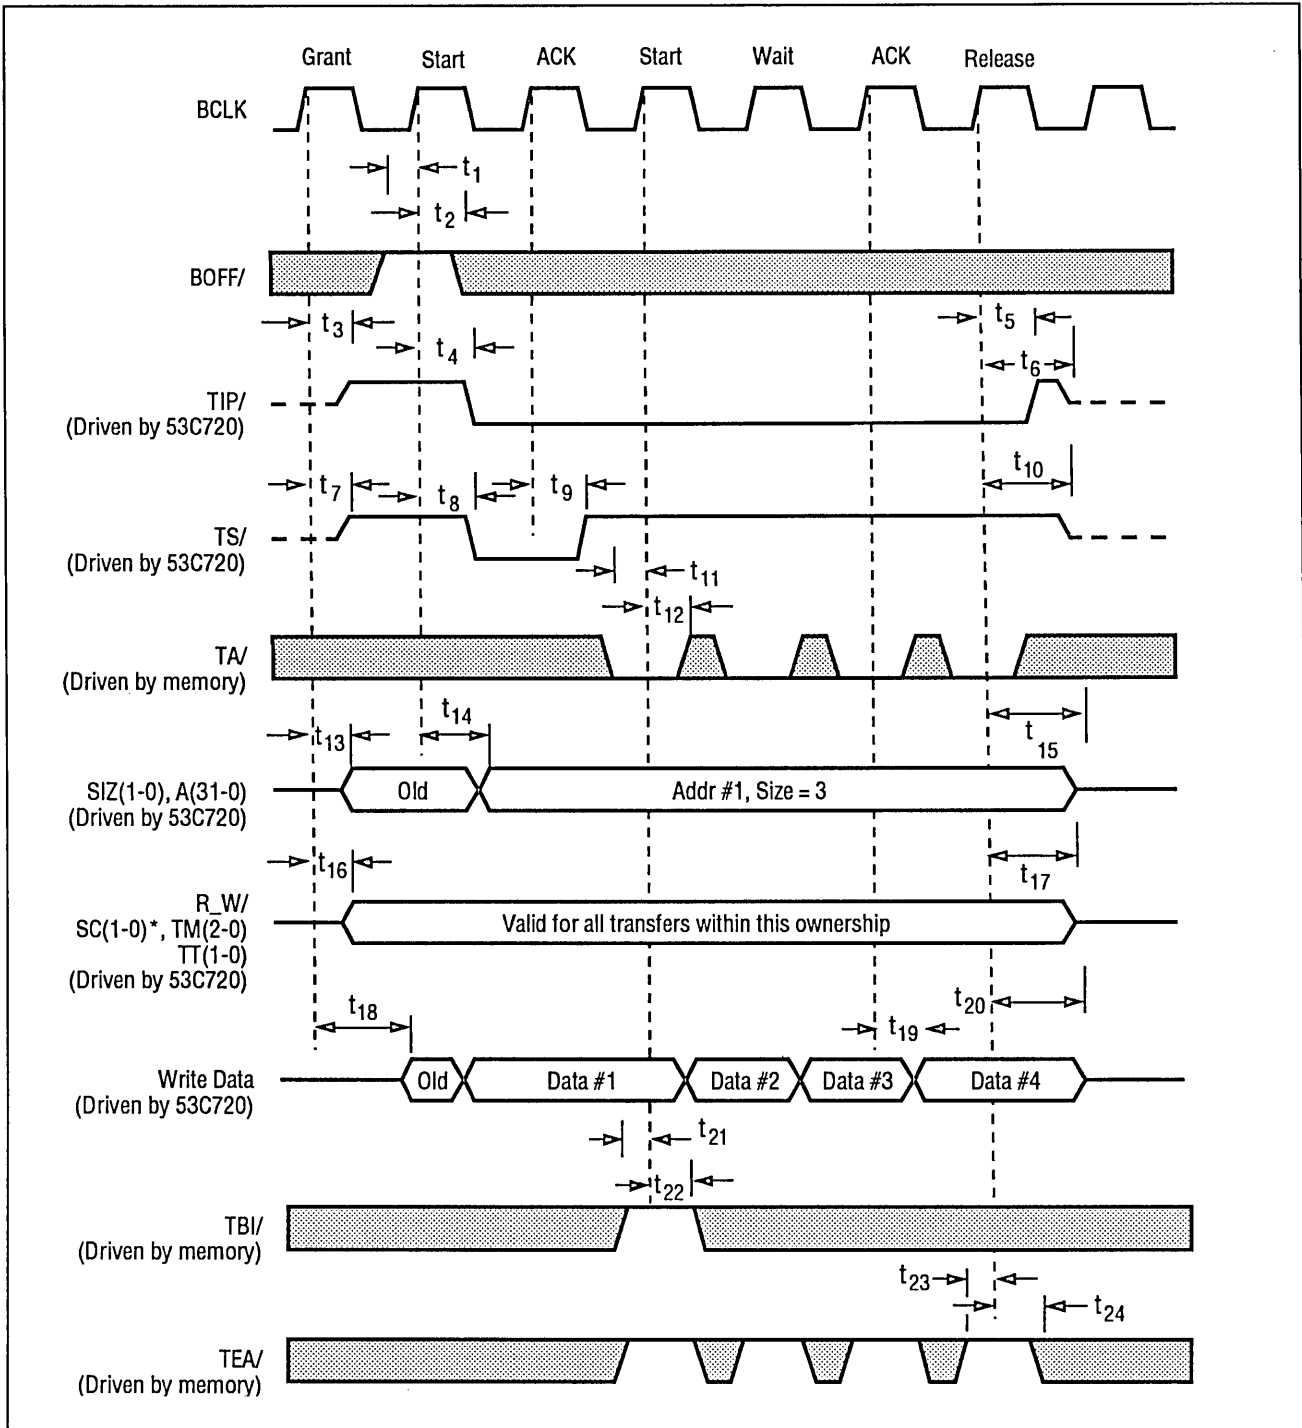 Grant Start ACK Start Wait ACK Release
BCLK
t1
t2
BOFF/
t3
t4
t5
t6
TIP/
(Driven by 53C720)
t7
t8
t9
t10
TS/
(Driven by 53C720)
t11
t12
TA/
(Driven by memory)
t13
t14
t15
SIZ(1-0), A(31-0)
(Driven by 53C720)
Old
Addr #1, Size = 3
t16
t17
R_W/
SC(1-0)*, TM(2-0)
TT(1-0)
(Driven by 53C720)
Valid for all transfers within this ownership
t18
t19
t20
Write Data
(Driven by 53C720)
Old
Data #1
Data #2
Data #3
Data #4
t21
t22
TBI/
(Driven by memory)
t23
t24
TEA/
(Driven by memory)